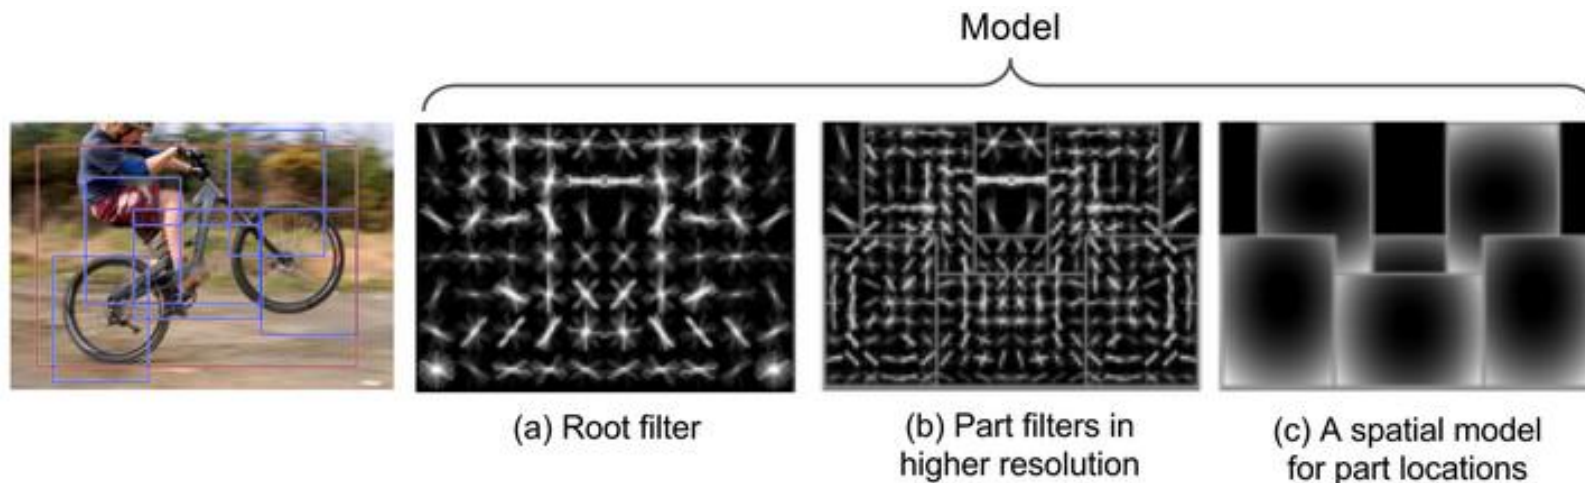 Model
(a) Root filter
(b) Part filters in
higher resolution
(c) A spatial model
for part locations